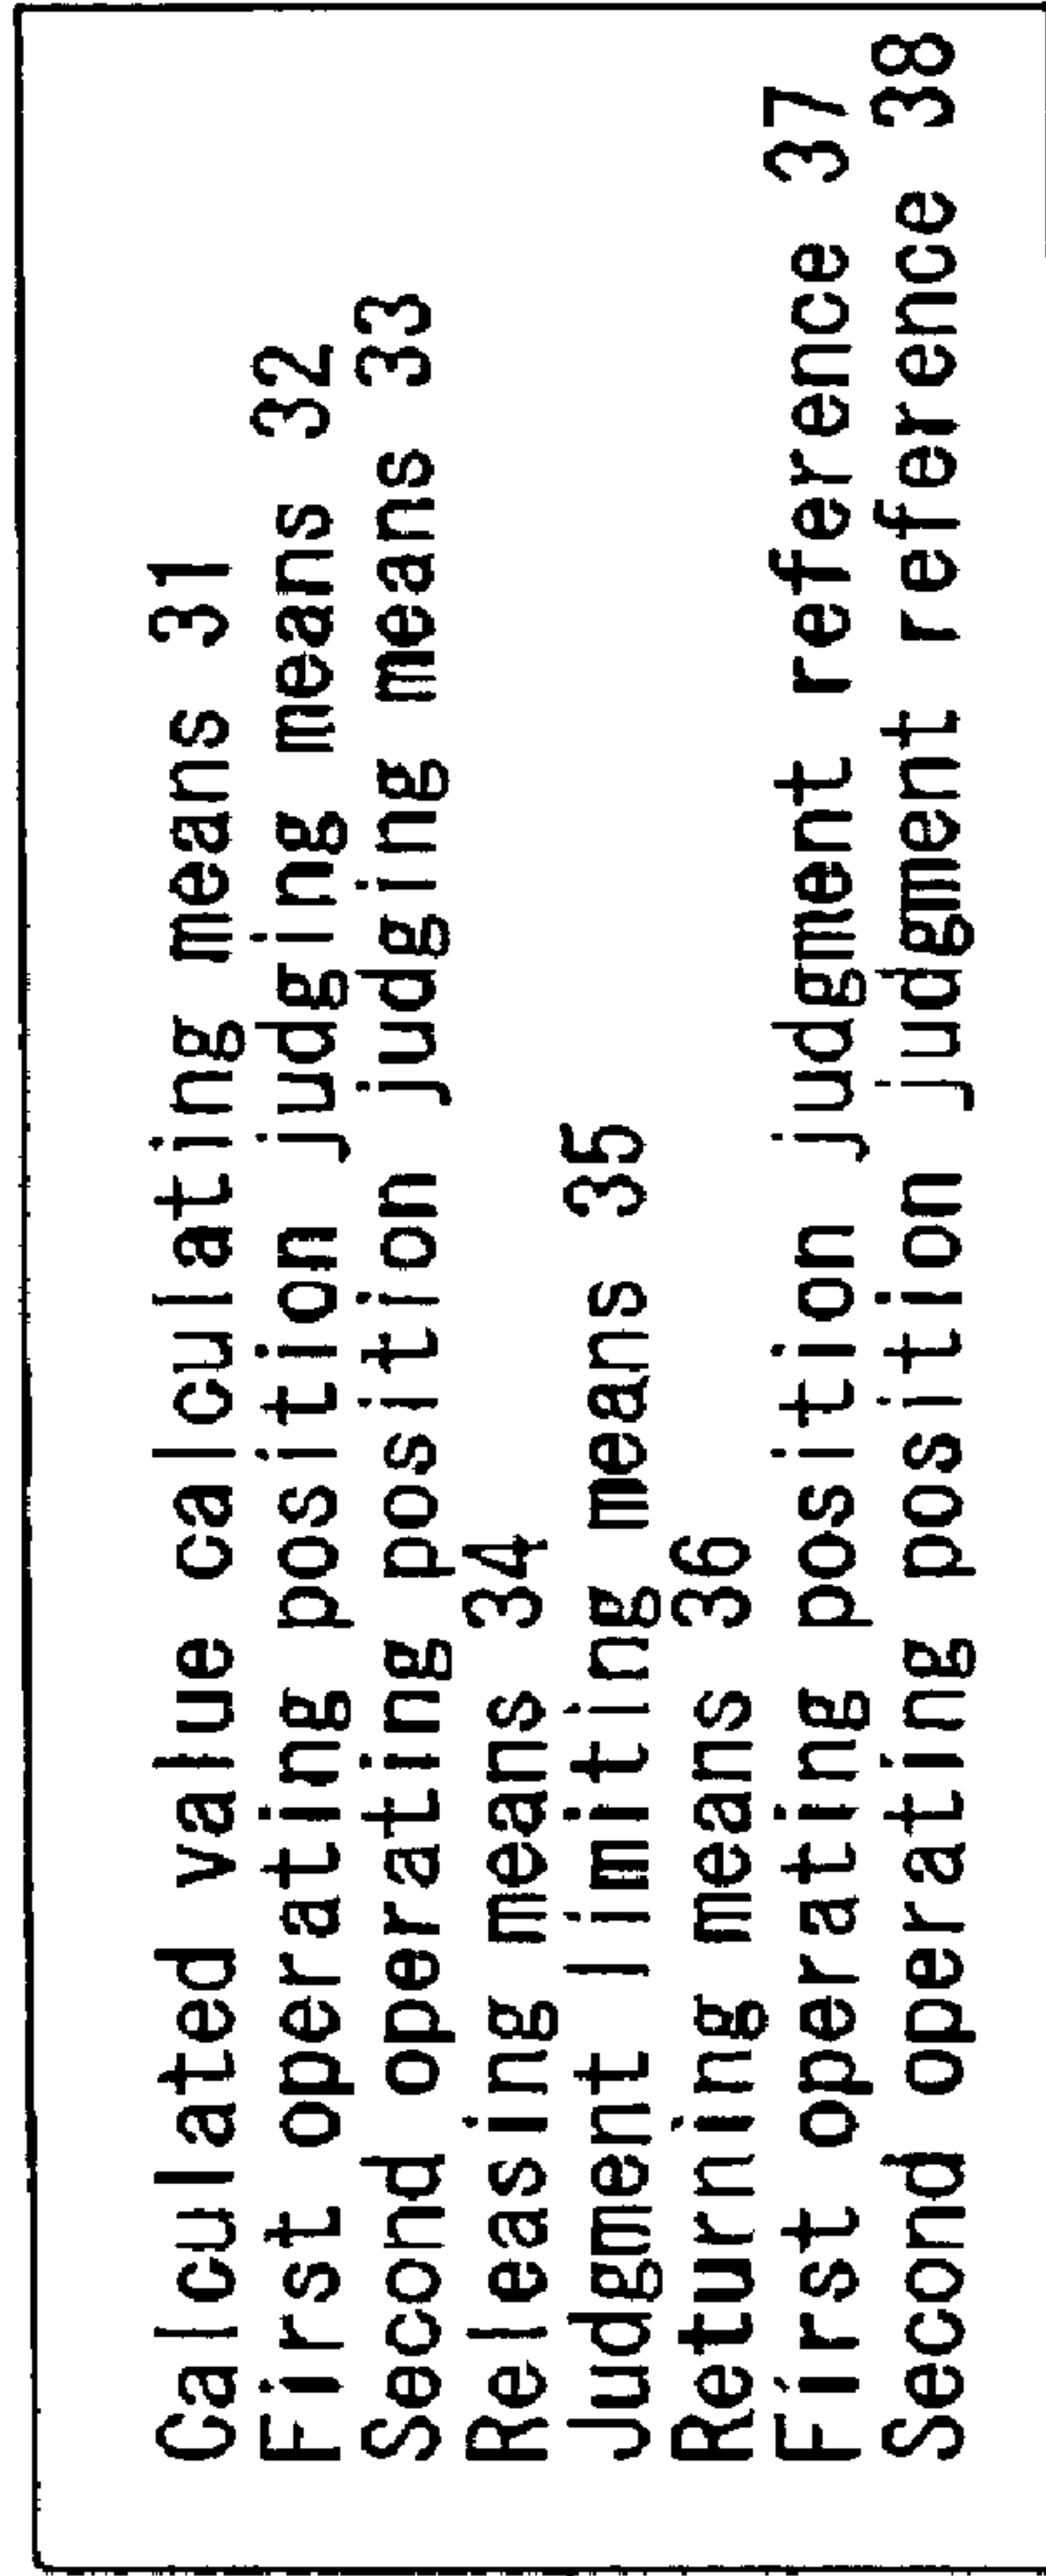 Calculated value calculating means 31
First operating position judging means 32
Second operating position judging means 33
Releasing means 34
Judgment limiting means 35
Returning means 36
First operating position judgment reference 37
Second operating position judgment reference 38